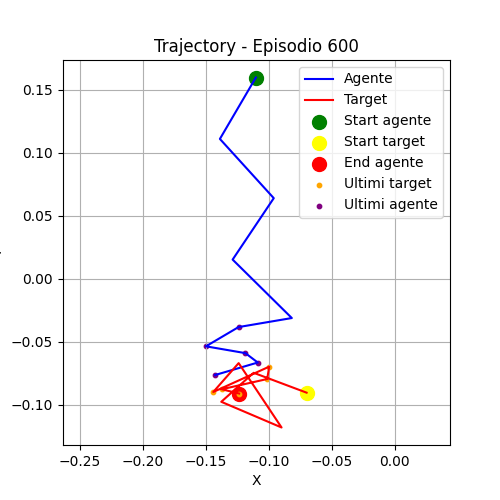 Trajectory - Episodio 600
Agente
Target
Start agente
Start target
End agente
Ultimi target
Ultimi agente
0.15
0.10
0.05
0.00
−0.05
−0.10
−0.25
−0.20
−0.15
−0.10
−0.05
0.00
X